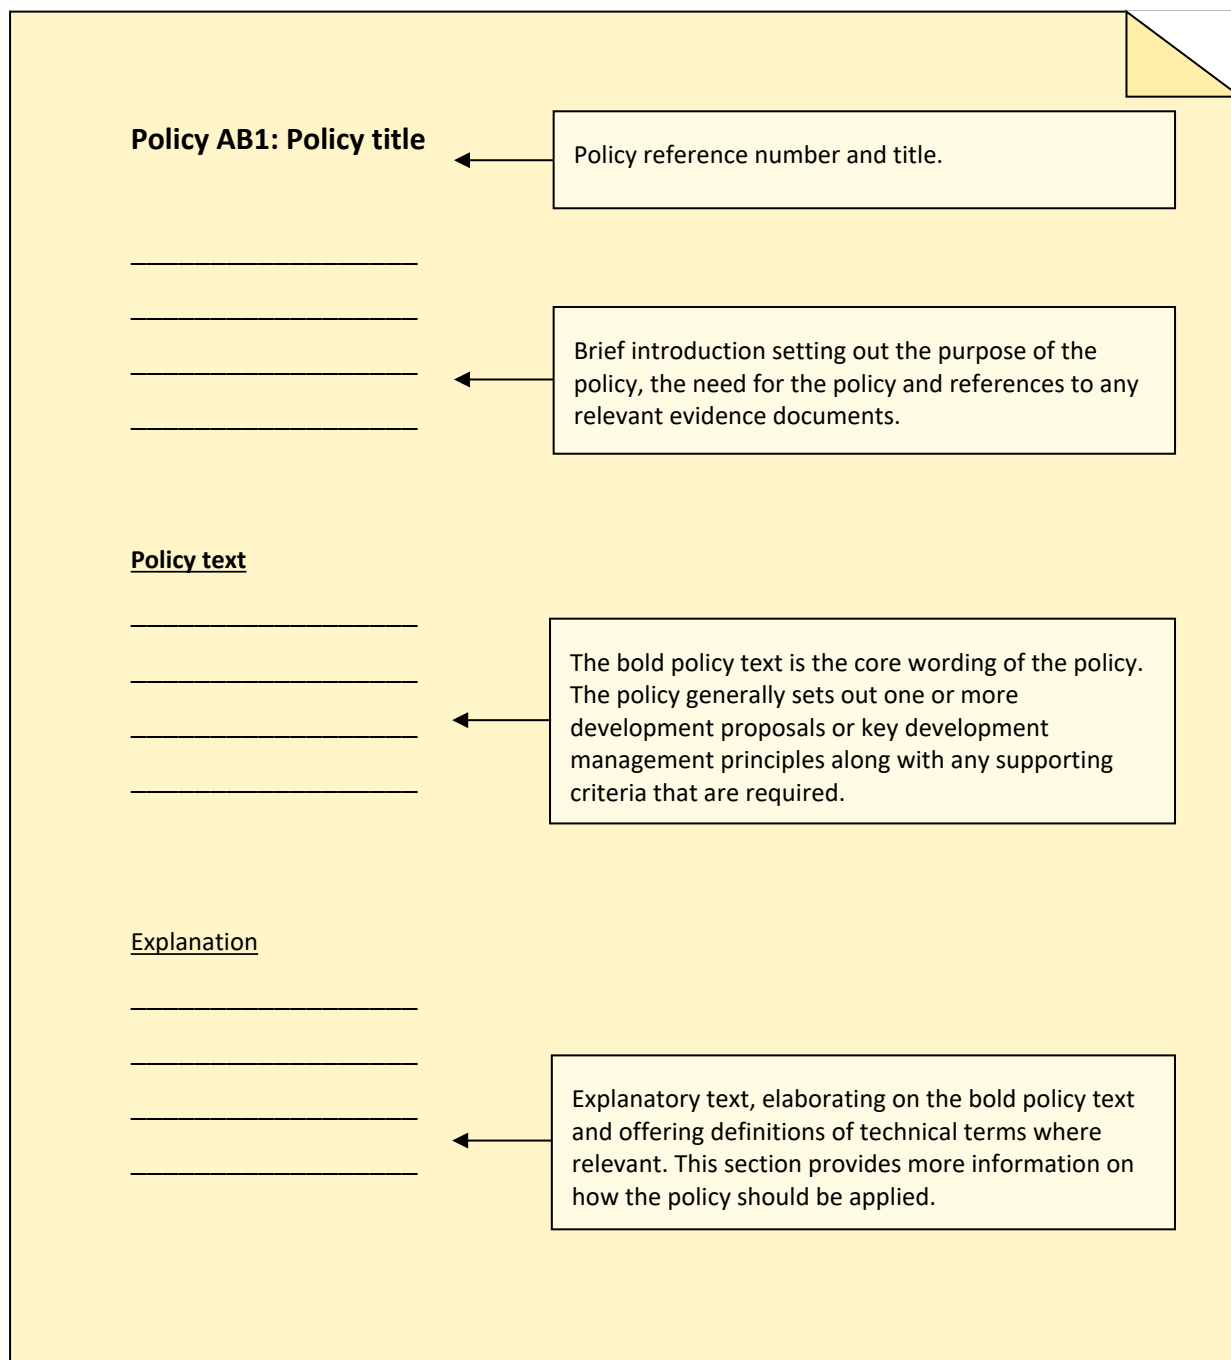 Policy AB1: Policy title
Policy reference number and title.
Brief introduction setting out the purpose of the
policy, the need for the policy and references to any
relevant evidence documents.
Policy text
The bold policy text is the core wording of the policy.
The policy generally sets out one or more
development proposals or key development
management principles along with any supporting
criteria that are required.
Explanation
Explanatory text, elaborating on the bold policy text
and offering definitions of technical terms where
relevant. This section provides more information on
how the policy should be applied.